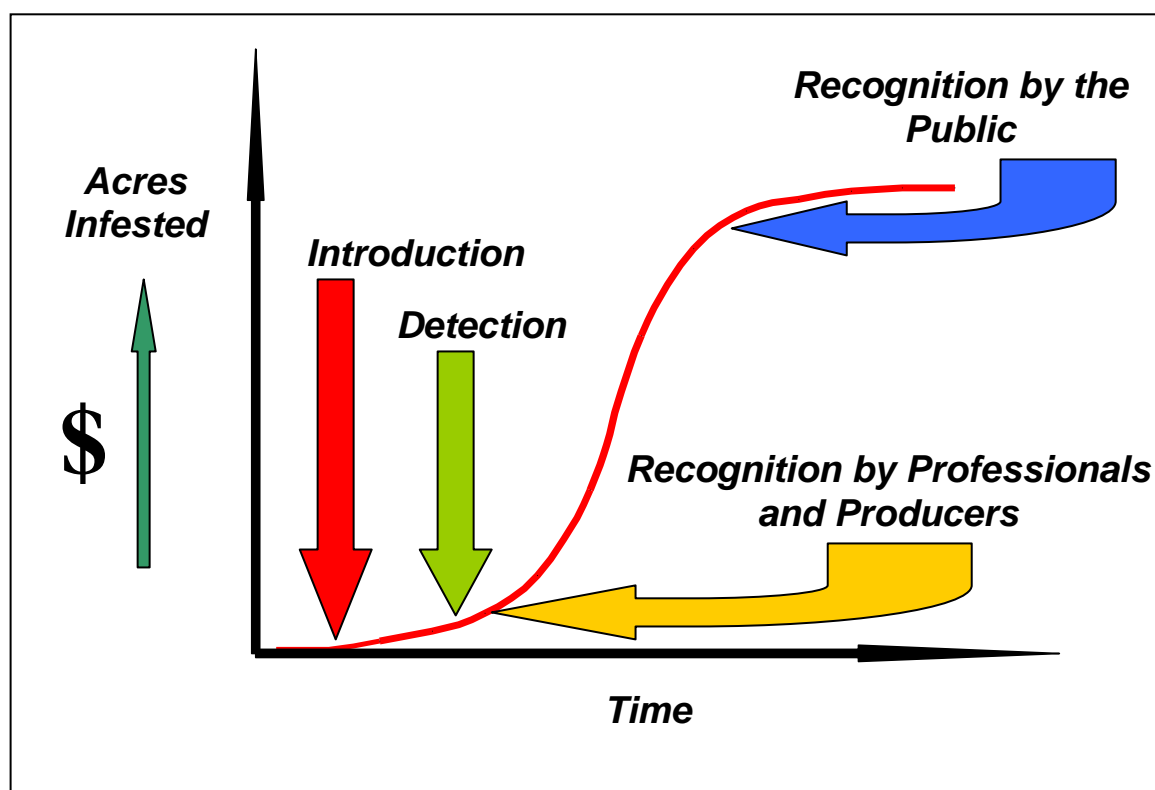 Recognition by the
Public
Acres
Infested
Introduction
Detection
$
Recognition by Professionals
and Producers
Time